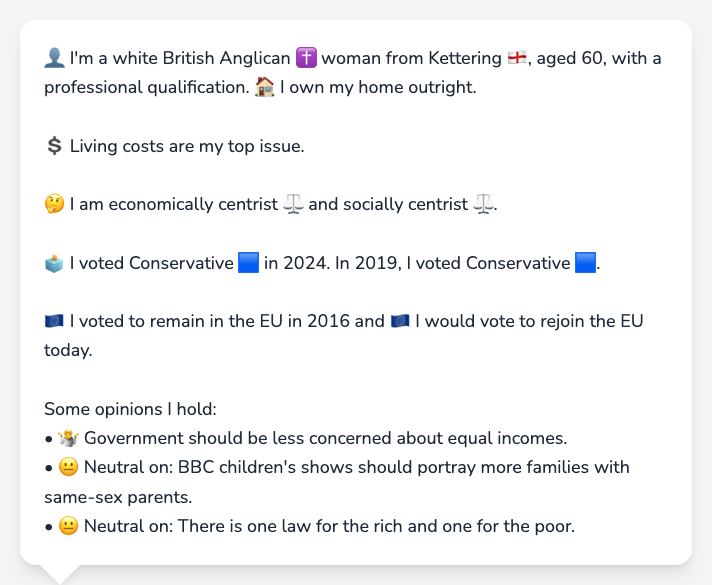 👤 I'm a white British Anglican ✝️ woman from Kettering 🏴󠁧󠁢󠁥󠁮󠁧󠁿, aged 60, with a
professional qualification. 🏠 I own my home outright.
💲 Living costs are my top issue.
🤔 I am economically centrist ⚖️ and socially centrist ⚖️.
🗳️ I voted Conservative 🟦 in 2024. In 2019, I voted Conservative 🟦.
🇪🇺 I voted to remain in the EU in 2016 and 🇪🇺 I would vote to rejoin the EU
today.
Some opinions I hold:
• 🤷 Government should be less concerned about equal incomes.
• 😐 Neutral on: BBC children's shows should portray more families with
same-sex parents.
• 😐 Neutral on: There is one law for the rich and one for the poor.